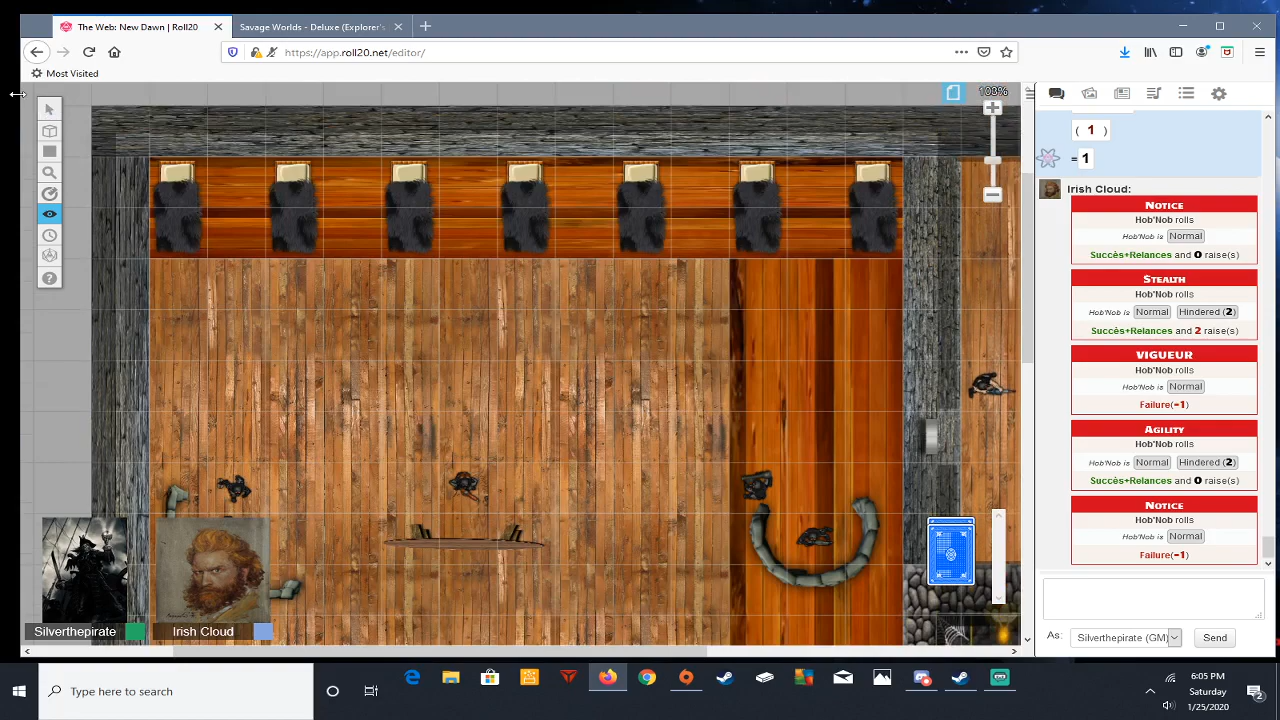 The Web: New Dawn | Roll20
Savage Worlds - Deluxe (Explorer's
https://app.roll20.net/editor/
Most Visited
103%
( 1 )
= 1
Irish Cloud:
Notice
Hob'Nob rolls
Hob'Nob is Normal
Succès+Relances and 0 raise(s)
Stealth
Hob'Nob rolls
Hob'Nob is Normal Hindered (2)
Succès+Relances and 2 raise(s)
Vigueur
Hob'Nob rolls
Hob'Nob is Normal
Failure(-1)
Agility
Hob'Nob rolls
Hob'Nob is Normal Hindered (2)
Succès+Relances and 0 raise(s)
Notice
Hob'Nob rolls
Hob'Nob is Normal
Failure(-1)
Silverthepirate
Irish Cloud
As: Silverthepirate (GM) Send
Type here to search
6:05 PM
Saturday
1/25/2020
2